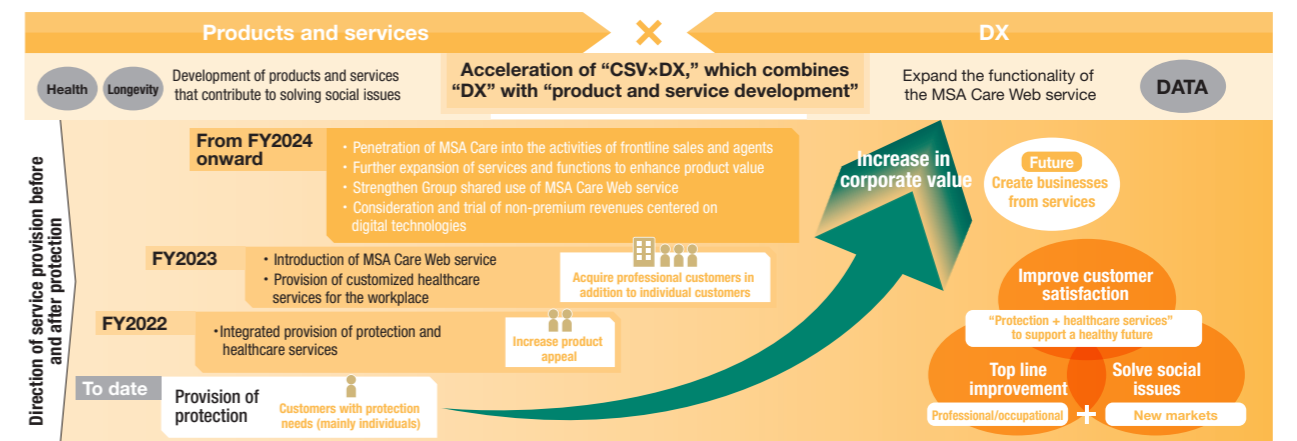 Products and services
×
DX
Health
Longevity
Development of products and services
that contribute to solving social issues
Acceleration of “CSV×DX,” which combines
“DX” with “product and service development”
Expand the functionality of
the MSA Care Web service
DATA
Direction of service provision before
and after protection
From FY2024
onward
・Penetration of MSA Care into the activities of frontline sales and agents
・Further expansion of services and functions to enhance product value
・Strengthen Group shared use of MSA Care Web service
・Consideration and trial of non-premium revenues centered on
digital technologies
Increase in
corporate value
Future
Create businesses
from services
FY2023
• Introduction of MSA Care Web service
• Provision of customized healthcare
services for the workplace
Acquire professional customers in
addition to individual customers
FY2022
・Integrated provision of protection and
healthcare services
Increase product
appeal
To date
Provision of
protection
Customers with protection
needs (mainly individuals)
Improve customer
satisfaction
“Protection + healthcare services”
to support a healthy future
Top line
improvement
Professional/occupational
+
Solve social
issues
New markets